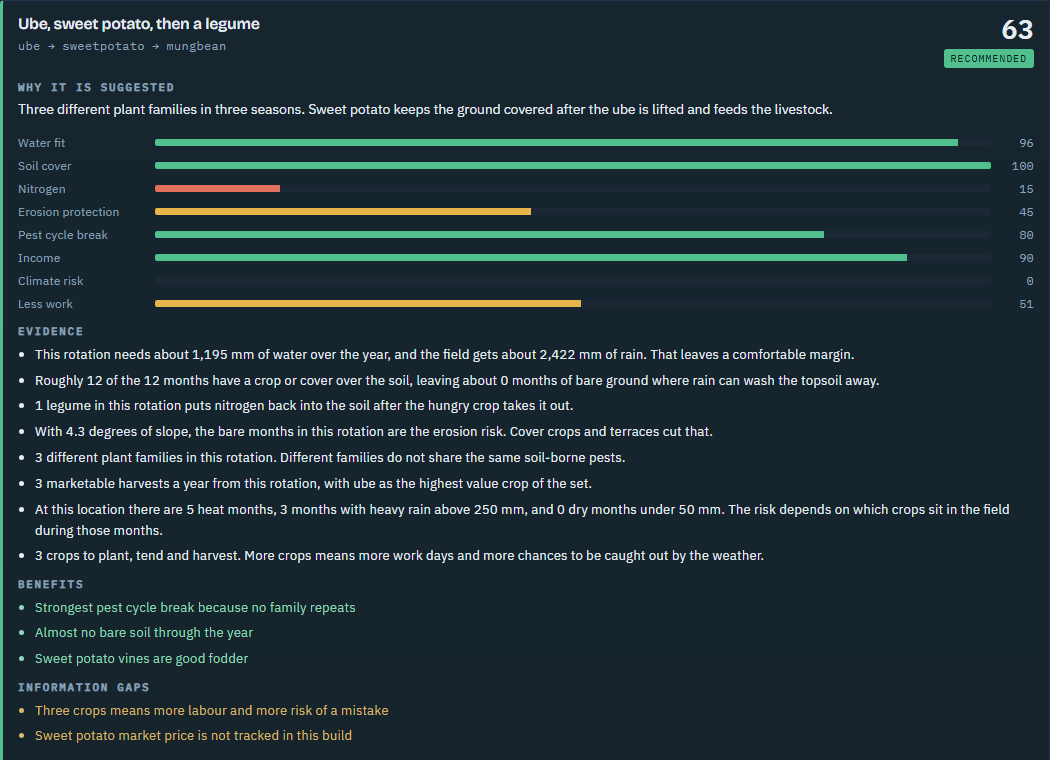 Ube, sweet potato, then a legume
63
ube → sweetpotato → mungbean
RECOMMENDED
WHY IT IS SUGGESTED
Three different plant families in three seasons. Sweet potato keeps the ground covered after the ube is lifted and feeds the livestock.
Water fit 96
Soil cover 100
Nitrogen 15
Erosion protection 45
Pest cycle break 80
Income 90
Climate risk 0
Less work 51
EVIDENCE
• This rotation needs about 1,195 mm of water over the year, and the field gets about 2,422 mm of rain. That leaves a comfortable margin.
• Roughly 12 of the 12 months have a crop or cover over the soil, leaving about 0 months of bare ground where rain can wash the topsoil away.
• 1 legume in this rotation puts nitrogen back into the soil after the hungry crop takes it out.
• With 4.3 degrees of slope, the bare months in this rotation are the erosion risk. Cover crops and terraces cut that.
• 3 different plant families in this rotation. Different families do not share the same soil-borne pests.
• 3 marketable harvests a year from this rotation, with ube as the highest value crop of the set.
• At this location there are 5 heat months, 3 months with heavy rain above 250 mm, and 0 dry months under 50 mm. The risk depends on which crops sit in the field
during those months.
• 3 crops to plant, tend and harvest. More crops means more work days and more chances to be caught out by the weather.
BENEFITS
• Strongest pest cycle break because no family repeats
• Almost no bare soil through the year
• Sweet potato vines are good fodder
INFORMATION GAPS
• Three crops means more labour and more risk of a mistake
• Sweet potato market price is not tracked in this build